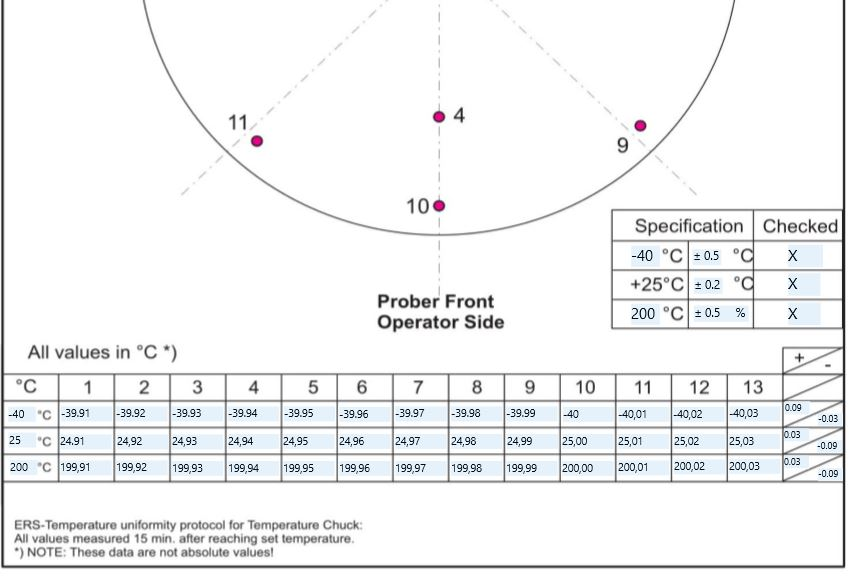 11
4
9
10
Specification Checked
-40 °C ± 0.5 °C X
+25°C ± 0.2 °C X
200 °C ± 0.5 % X
Prober Front
Operator Side
All values in °C *)
+ -
°C 1 2 3 4 5 6 7 8 9 10 11 12 13
-40 °C -39.91 -39.92 -39.93 -39.94 -39.95 -39.96 -39.97 -39.98 -39.99 -40 -40,01 -40,02 -40,03 0.09 -0.03
25 °C 24.91 24,92 24,93 24,94 24,95 24,96 24,97 24,98 24,99 25,00 25,01 25,02 25,03 0.03 -0.09
200 °C 199,91 199,92 199,93 199,94 199,95 199,96 199,97 199,98 199,99 200,00 200,01 200,02 200,03 0.03 -0.09
ERS-Temperature uniformity protocol for Temperature Chuck:
All values measured 15 min. after reaching set temperature.
*) NOTE: These data are not absolute values!